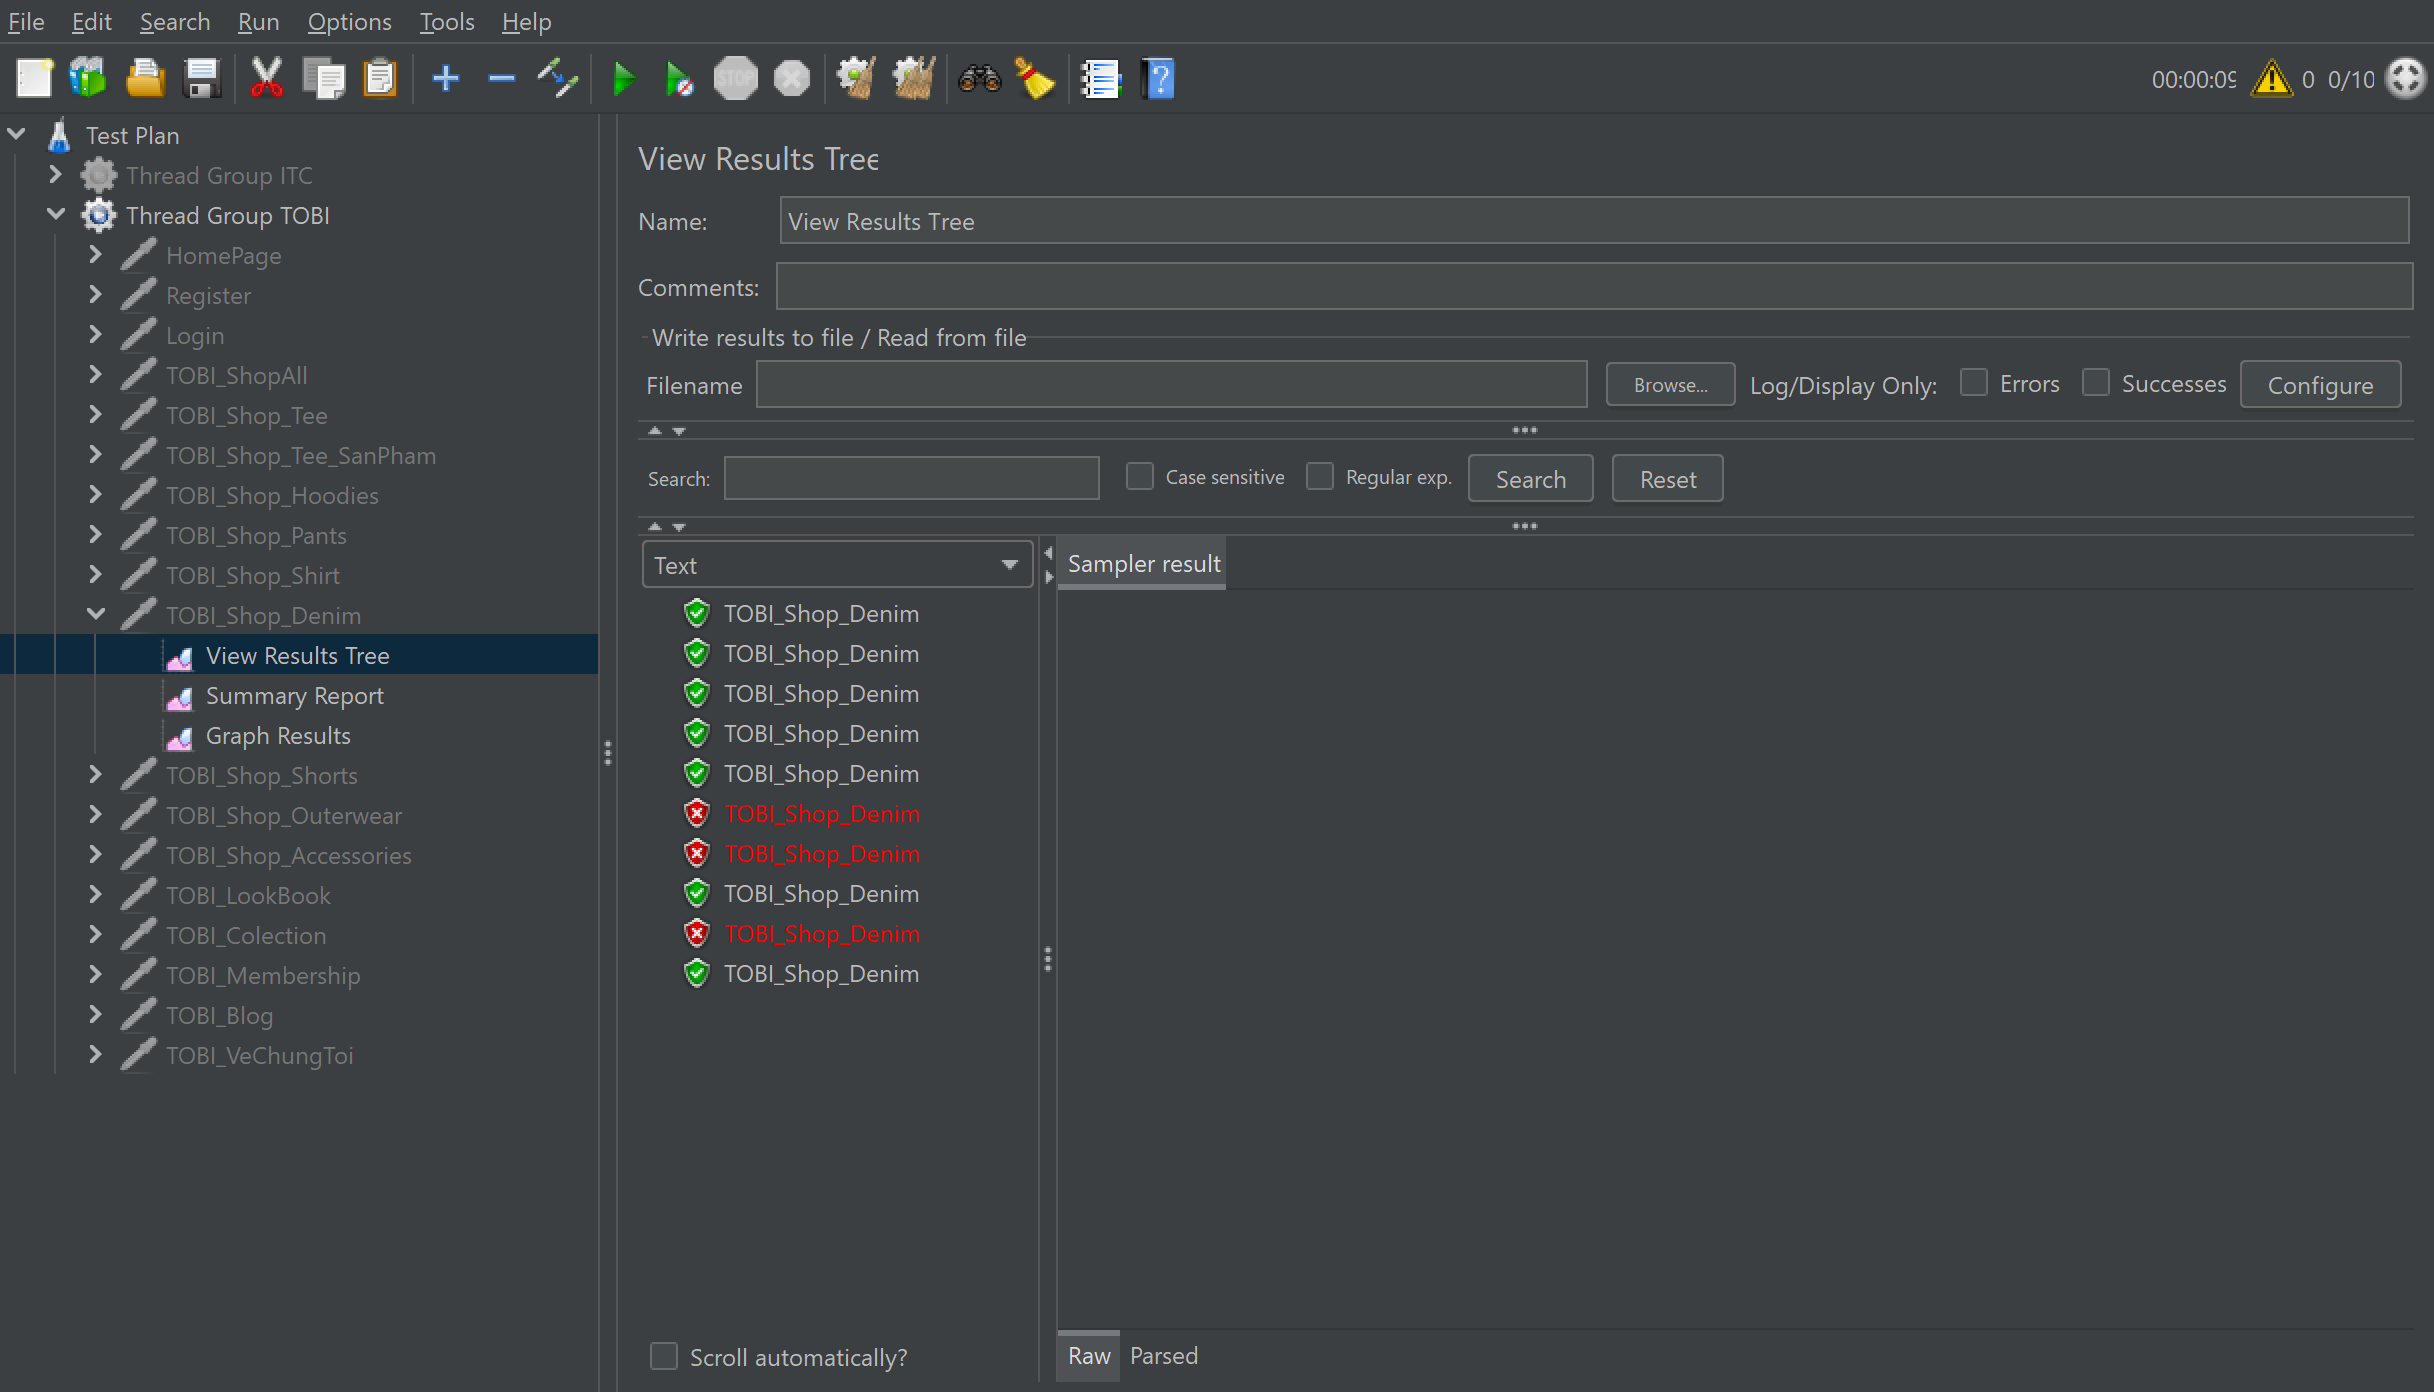 File Edit Search Run Options Tools Help
STOP
00:00:09 0 0/10
Test Plan
Thread Group ITC
Thread Group TOBI
HomePage
Register
Login
TOBI_ShopAll
TOBI_Shop_Tee
TOBI_Shop_Tee_SanPham
TOBI_Shop_Hoodies
TOBI_Shop_Pants
TOBI_Shop_Shirt
TOBI_Shop_Denim
View Results Tree
Summary Report
Graph Results
TOBI_Shop_Shorts
TOBI_Shop_Outerwear
TOBI_Shop_Accessories
TOBI_LookBook
TOBI_Colection
TOBI_Membership
TOBI_Blog
TOBI_VeChungToi
View Results Tree
Name: View Results Tree
Comments:
Write results to file / Read from file
Filename Browse... Log/Display Only: Errors Successes Configure
Search: Case sensitive Regular exp. Search Reset
Text
TOBI_Shop_Denim
TOBI_Shop_Denim
TOBI_Shop_Denim
TOBI_Shop_Denim
TOBI_Shop_Denim
TOBI_Shop_Denim
TOBI_Shop_Denim
TOBI_Shop_Denim
TOBI_Shop_Denim
TOBI_Shop_Denim
Scroll automatically?
Sampler result
Raw Parsed